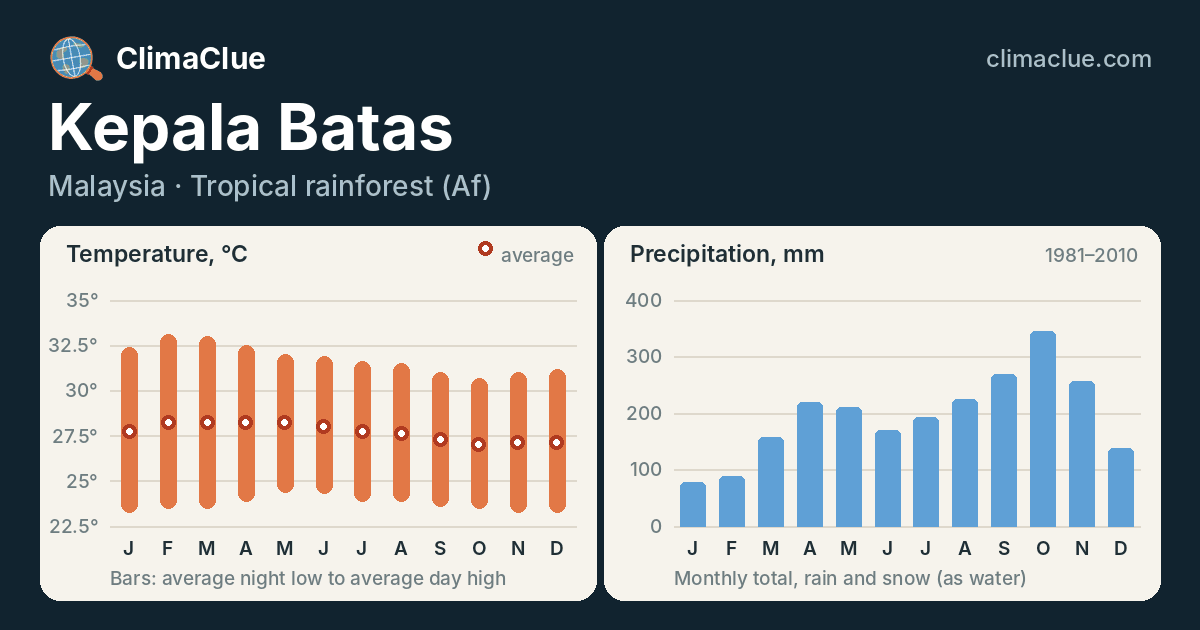 ClimaClue
climaclue.com
Kepala Batas
Malaysia · Tropical rainforest (Af)
Temperature, °C
average
35°
32.5°
30°
27.5°
25°
22.5°
J F M A M J J A S O N D
Bars: average night low to average day high
Precipitation, mm
1981–2010
400
300
200
100
0
J F M A M J J A S O N D
Monthly total, rain and snow (as water)